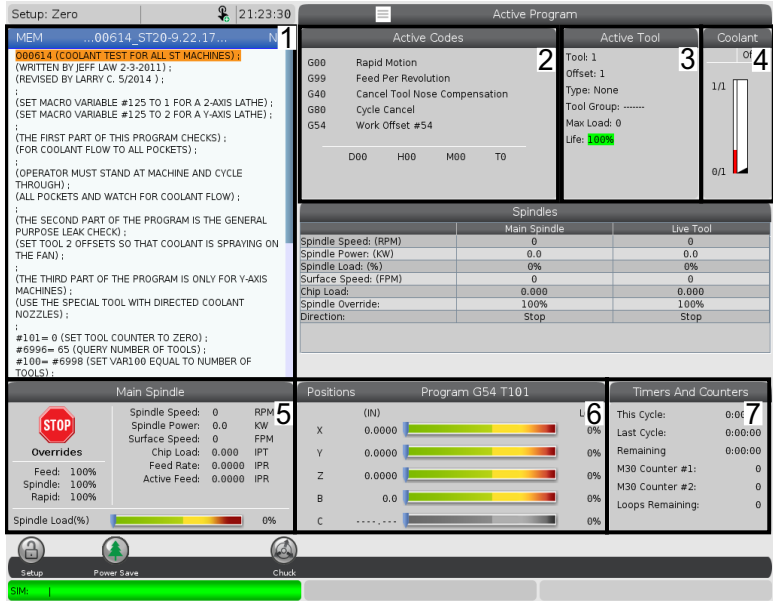 Setup: Zero
21:23:30
Active Program
MEM ...00614_ST20-9.22.17... N
1
O00614 (COOLANT TEST FOR ALL ST MACHINES) ;
(WRITTEN BY JEFF LAW 2-3-2011) ;
(REVISED BY LARRY C. 5/2014 ) ;
;
(SET MACRO VARIABLE #125 TO 1 FOR A 2-AXIS LATHE) ;
(SET MACRO VARIABLE #125 TO 2 FOR A Y-AXIS LATHE) ;
;
(THE FIRST PART OF THIS PROGRAM CHECKS) ;
(FOR COOLANT FLOW TO ALL POCKETS) ;
;
(OPERATOR MUST STAND AT MACHINE AND CYCLE
THROUGH) ;
(ALL POCKETS AND WATCH FOR COOLANT FLOW) ;
;
(THE SECOND PART OF THE PROGRAM IS THE GENERAL
PURPOSE LEAK CHECK) ;
(SET TOOL 2 OFFSETS SO THAT COOLANT IS SPRAYING ON
THE FAN) ;
;
(THE THIRD PART OF THE PROGRAM IS ONLY FOR Y-AXIS
MACHINES) ;
(USE THE SPECIAL TOOL WITH DIRECTED COOLANT
NOZZLES) ;
;
#101= 0 (SET TOOL COUNTER TO ZERO) ;
#6996= 65 (QUERY NUMBER OF TOOLS) ;
#100= #6998 (SET VAR100 EQUAL TO NUMBER OF
TOOLS) ;
Active Codes
2
G00 Rapid Motion
G99 Feed Per Revolution
G40 Cancel Tool Nose Compensation
G80 Cycle Cancel
G54 Work Offset #54
D00 H00 M00 T0
Active Tool
3
Tool: 1
Offset: 1
Type: None
Tool Group: -------
Max Load: 0
Life: 100%
Coolant
4
1/1
0/1
Spindles
Main Spindle Live Tool
Spindle Speed: (RPM) 0 0
Spindle Power: (KW) 0.0 0.0
Spindle Load: (%) 0% 0%
Surface Speed: (FPM) 0 0
Chip Load: 0.000 0.000
Spindle Override: 100% 100%
Direction: Stop Stop
Main Spindle
5
STOP
Overrides
Feed: 100%
Spindle: 100%
Rapid: 100%
Spindle Speed: 0 RPM
Spindle Power: 0.0 KW
Surface Speed: 0 FPM
Chip Load: 0.000 IPT
Feed Rate: 0.0000 IPR
Active Feed: 0.0000 IPR
Spindle Load(%) 0%
Positions Program G54 T101
6
(IN)
X 0.0000 0%
Y 0.0000 0%
Z 0.0000 0%
B 0.0 0%
C ----.--- 0%
Timers And Counters
7
This Cycle: 0:00
Last Cycle: 0:00:00
Remaining 0:00:00
M30 Counter #1: 0
M30 Counter #2: 0
Loops Remaining: 0
Setup
Power Save
Chuck
SIM: |